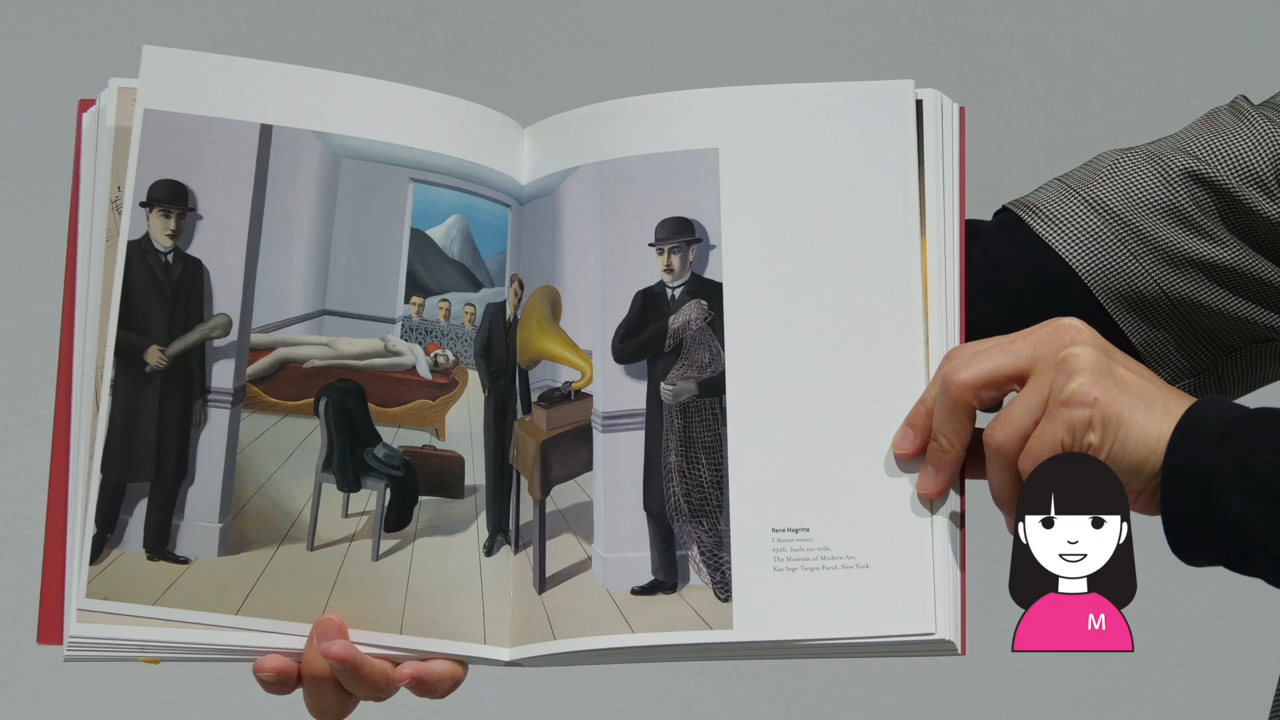 René Magritte
L'Assassin menacé,
1926, huile sur toile,
The Museum of Modern Art,
Kay Sage Tanguy Fund, New York.
M